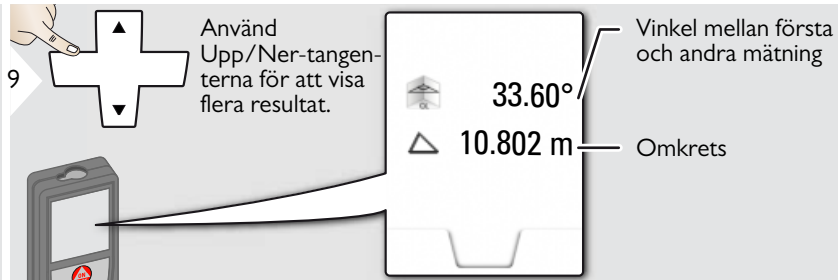 9
Använd
Upp/Ner-tangen-
terna för att visa
flera resultat.
α
33.60°
10.802 m
Vinkel mellan första
och andra mätning
Omkrets
ON